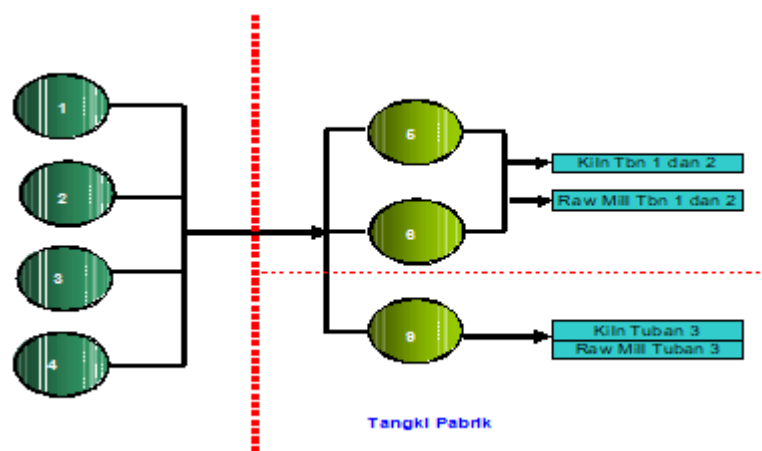 1
2
3
4
5
6
9
Kiln Tbn 1 dan 2
Raw Mill Tbn 1 dan 2
Kiln Tuban 3
Raw Mill Tuban 3
Tangki Pabrik